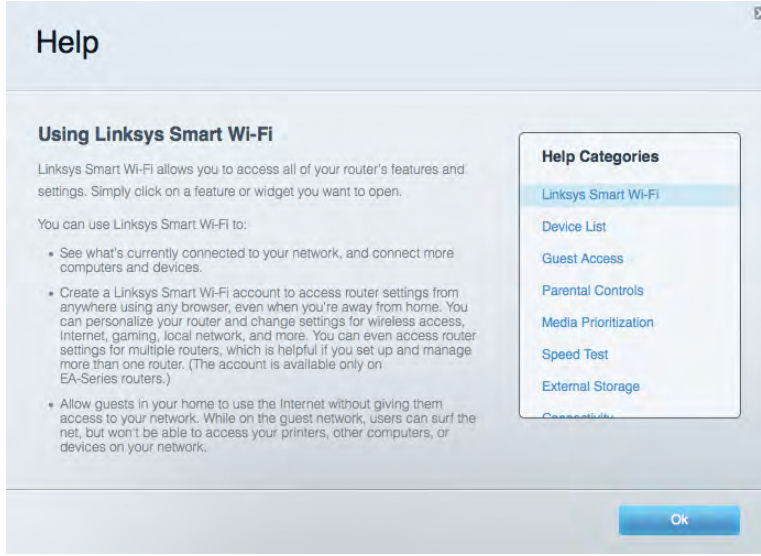 Help
Using Linksys Smart Wi-Fi
Linksys Smart Wi-Fi allows you to access all of your router's features and
settings. Simply click on a feature or widget you want to open.
You can use Linksys Smart Wi-Fi to:
• See what's currently connected to your network, and connect more
computers and devices.
• Create a Linksys Smart Wi-Fi account to access router settings from
anywhere using any browser, even when you're away from home. You
can personalize your router and change settings for wireless access,
Internet, gaming, local network, and more. You can even access router
settings for multiple routers, which is helpful if you set up and manage
more than one router. (The account is available only on
EA-Series routers.)
• Allow guests in your home to use the Internet without giving them
access to your network. While on the guest network, users can surf the
net, but won't be able to access your printers, other computers, or
devices on your network.
Help Categories
Linksys Smart Wi-Fi
Device List
Guest Access
Parental Controls
Media Prioritization
Speed Test
External Storage
Connectivity
Ok